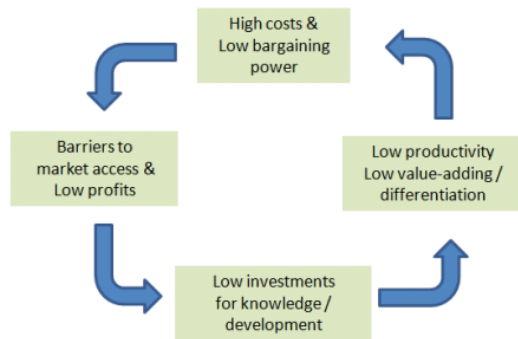 High costs &
Low bargaining
power
Barriers to
market access &
Low profits
Low productivity
Low value-adding /
differentiation
Low investments
for knowledge /
development